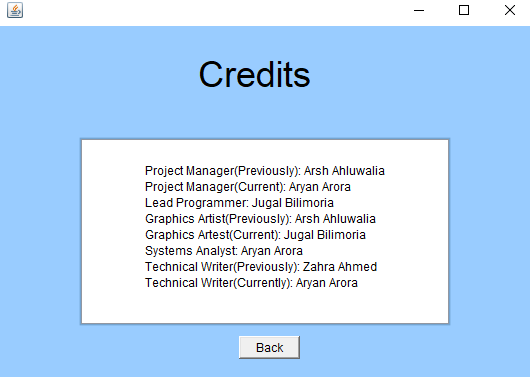 Credits
Project Manager(Previously): Arsh Ahluwalia
Project Manager(Current): Aryan Arora
Lead Programmer: Jugal Bilimoria
Graphics Artist(Previously): Arsh Ahluwalia
Graphics Artest(Current): Jugal Bilimoria
Systems Analyst: Aryan Arora
Technical Writer(Previously): Zahra Ahmed
Technical Writer(Currently): Aryan Arora
Back